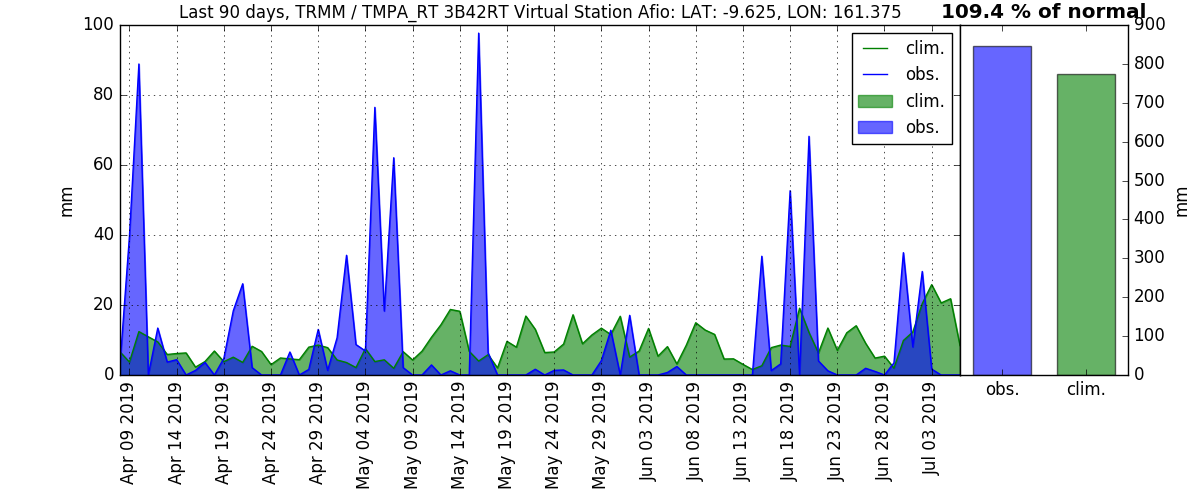 Last 90 days, TRMM / TMPA_RT 3B42RT Virtual Station Afio: LAT: -9.625, LON: 161.375
109.4 % of normal
100
80
60
40
20
0
mm
clim.
obs.
clim.
obs.
900
800
700
600
500
400
300
200
100
0
mm
Apr 09 2019
Apr 14 2019
Apr 19 2019
Apr 24 2019
Apr 29 2019
May 04 2019
May 09 2019
May 14 2019
May 19 2019
May 24 2019
May 29 2019
Jun 03 2019
Jun 08 2019
Jun 13 2019
Jun 18 2019
Jun 23 2019
Jun 28 2019
Jul 03 2019
obs.
clim.